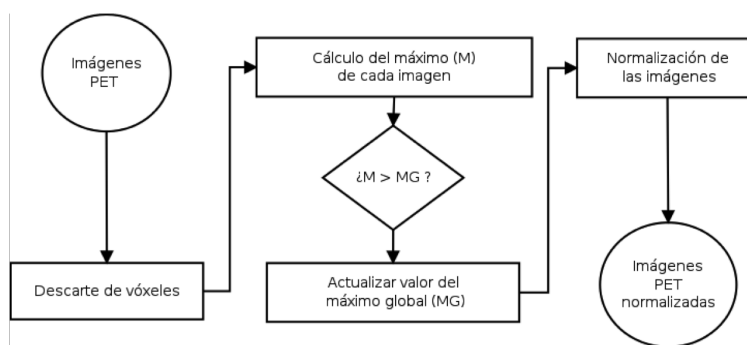 Imágenes
PET
Descarte de vóxeles
Cálculo del máximo (M)
de cada imagen
¿M > MG ?
Actualizar valor del
máximo global (MG)
Normalización de
las imágenes
Imágenes
PET
normalizadas